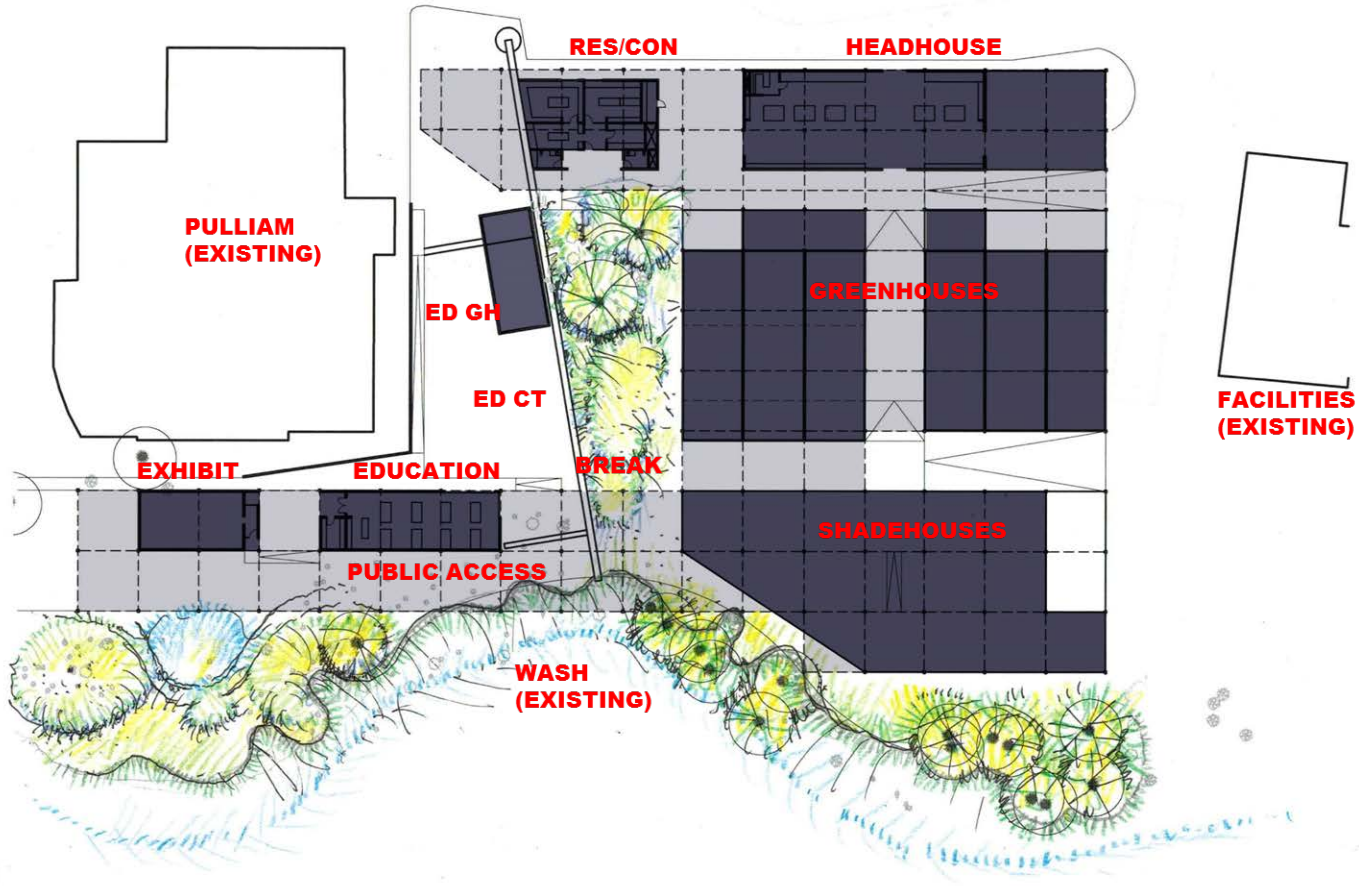 RES/CON
HEADHOUSE
PULLIAM
(EXISTING)
GREENHOUSES
ED GH
ED CT
FACILITIES
(EXISTING)
EXHIBIT
EDUCATION
BREAK
SHADEHOUSES
PUBLIC ACCESS
WASH
(EXISTING)